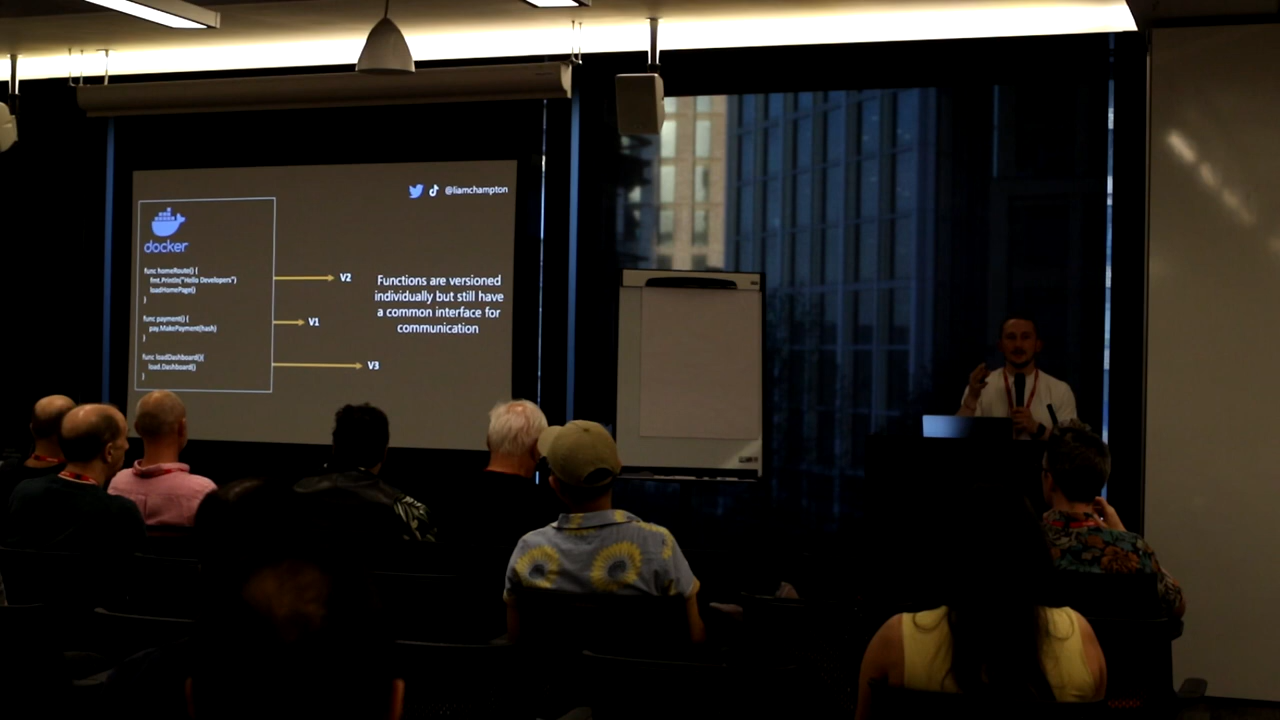 @liamchampton
docker
func homeRoute() {
fmt.Println("Hello Developers")
loadHomePage()
}
func payment() {
pay.MakePayment(hash)
}
func loadDashboard(){
load.Dashboard()
}
V2
V1
V3
Functions are versioned
individually but still have
a common interface for
communication